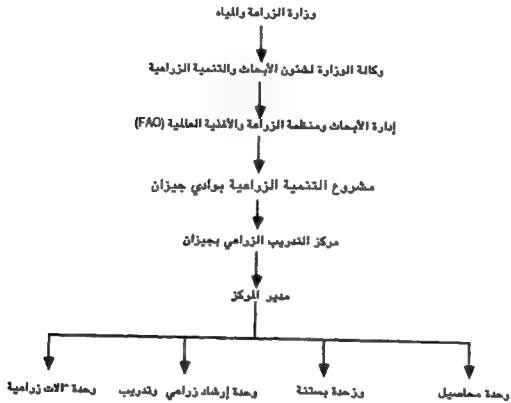 وزارة الزراعة والمياه
وكالة الوزارة لشئون الأبحاث والتنمية الزراعية
إدارة الأبحاث ومنظمة الزراعة والأغذية العالمية (FAO)
مشروع التنمية الزراعية بوادي جيزان
مركز التدريب الزراعي بجيزان
مدير المركز
وحدة محاصيل
وزحدة بستنة
وحدة إرشاد زراعي وتدريب
وحدة آلات زراعية